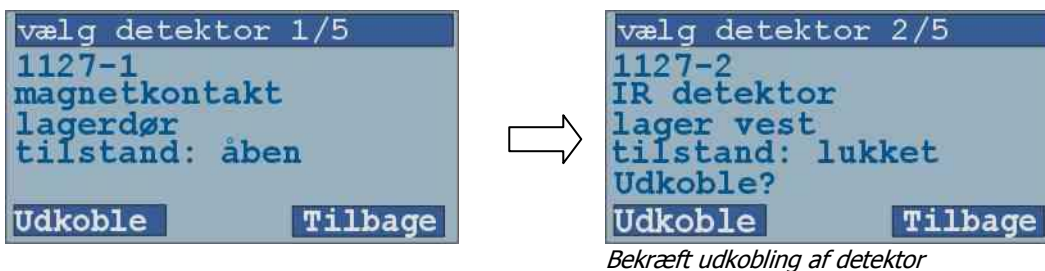 vælg detektor 1/5
1127-1
magnetkontakt
lagerdør
tilstand: åben
Udkoble Tilbage
vælg detektor 2/5
1127-2
IR detektor
lager vest
tilstand: lukket
Udkoble?
Udkoble Tilbage
Bekræft udkobling af detektor